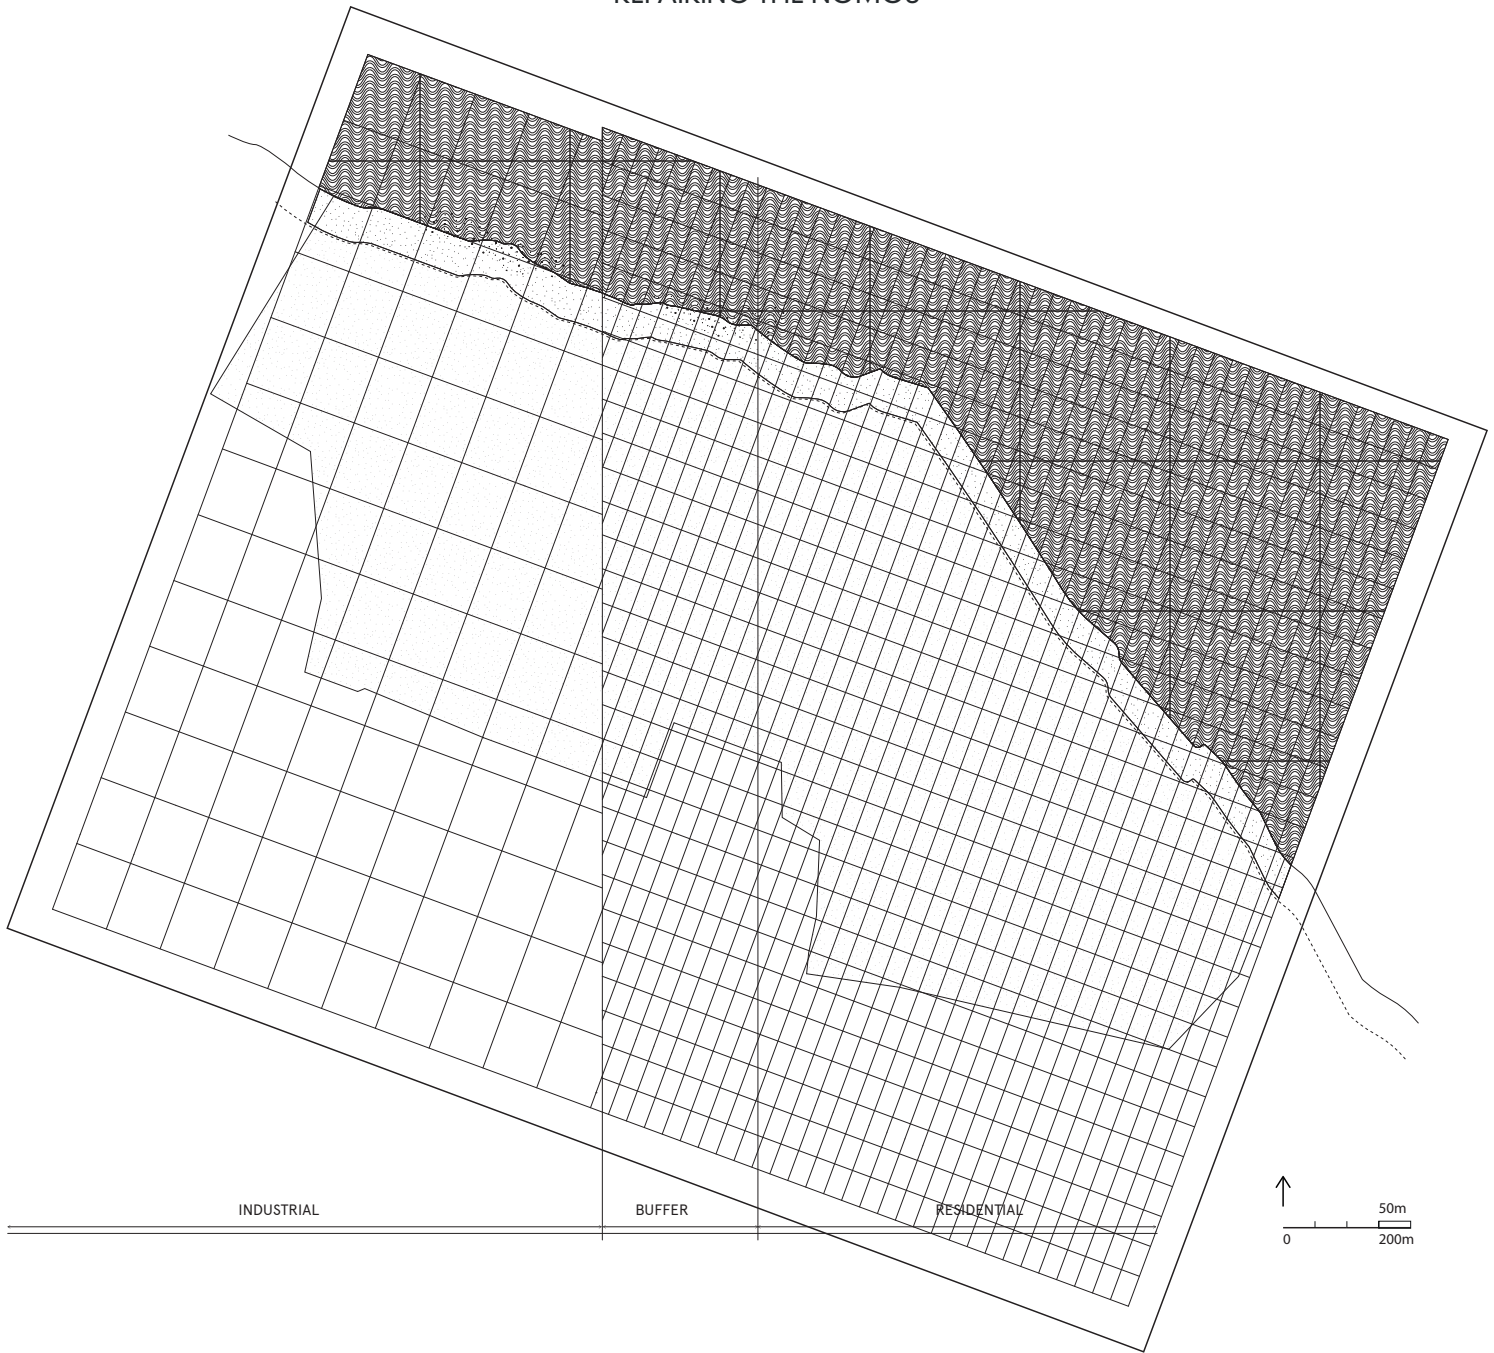 REPAIRING THE NOMOS
INDUSTRIAL
BUFFER
RESIDENTIAL
50m
0
200m